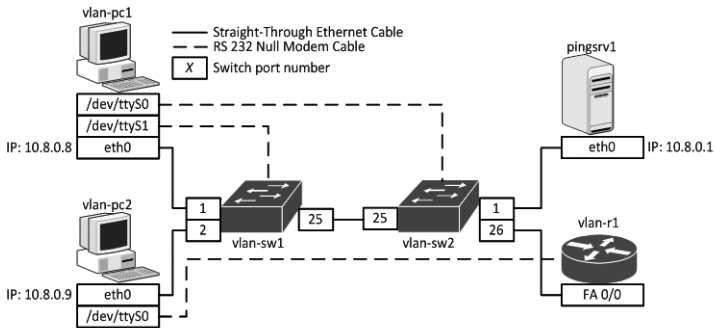 vlan-pc1
Straight-Through Ethernet Cable
RS 232 Null Modem Cable
X Switch port number
pingsrv1
/dev/ttyS0
/dev/ttyS1
IP: 10.8.0.8 eth0
eth0 IP: 10.8.0.1
vlan-pc2
1
2
vlan-sw1
25
25
vlan-sw2
1
26
vlan-r1
IP: 10.8.0.9 eth0
/dev/ttyS0
FA 0/0